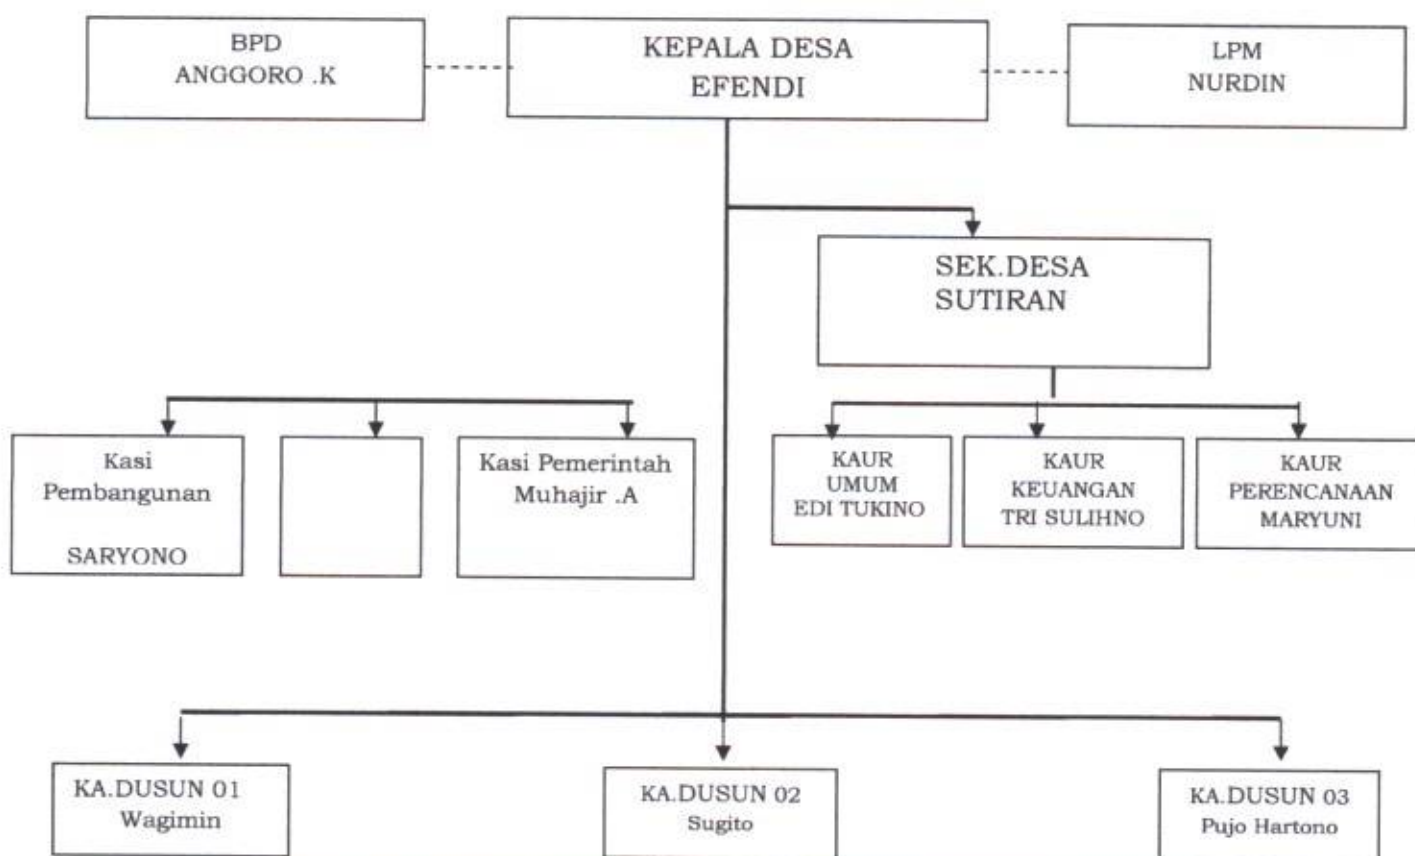 BPD
ANGGORO .K
KEPALA DESA
EFENDI
LPM
NURDIN
SEK.DESA
SUTIRAN
Kasi
Pembangunan
SARYONO
Kasi Pemerintah
Muhajir .A
KAUR
UMUM
EDI TUKINO
KAUR
KEUANGAN
TRI SULIHNO
KAUR
PERENCANAAN
MARYUNI
KA.DUSUN 01
Wagimin
KA.DUSUN 02
Sugito
KA.DUSUN 03
Pujo Hartono